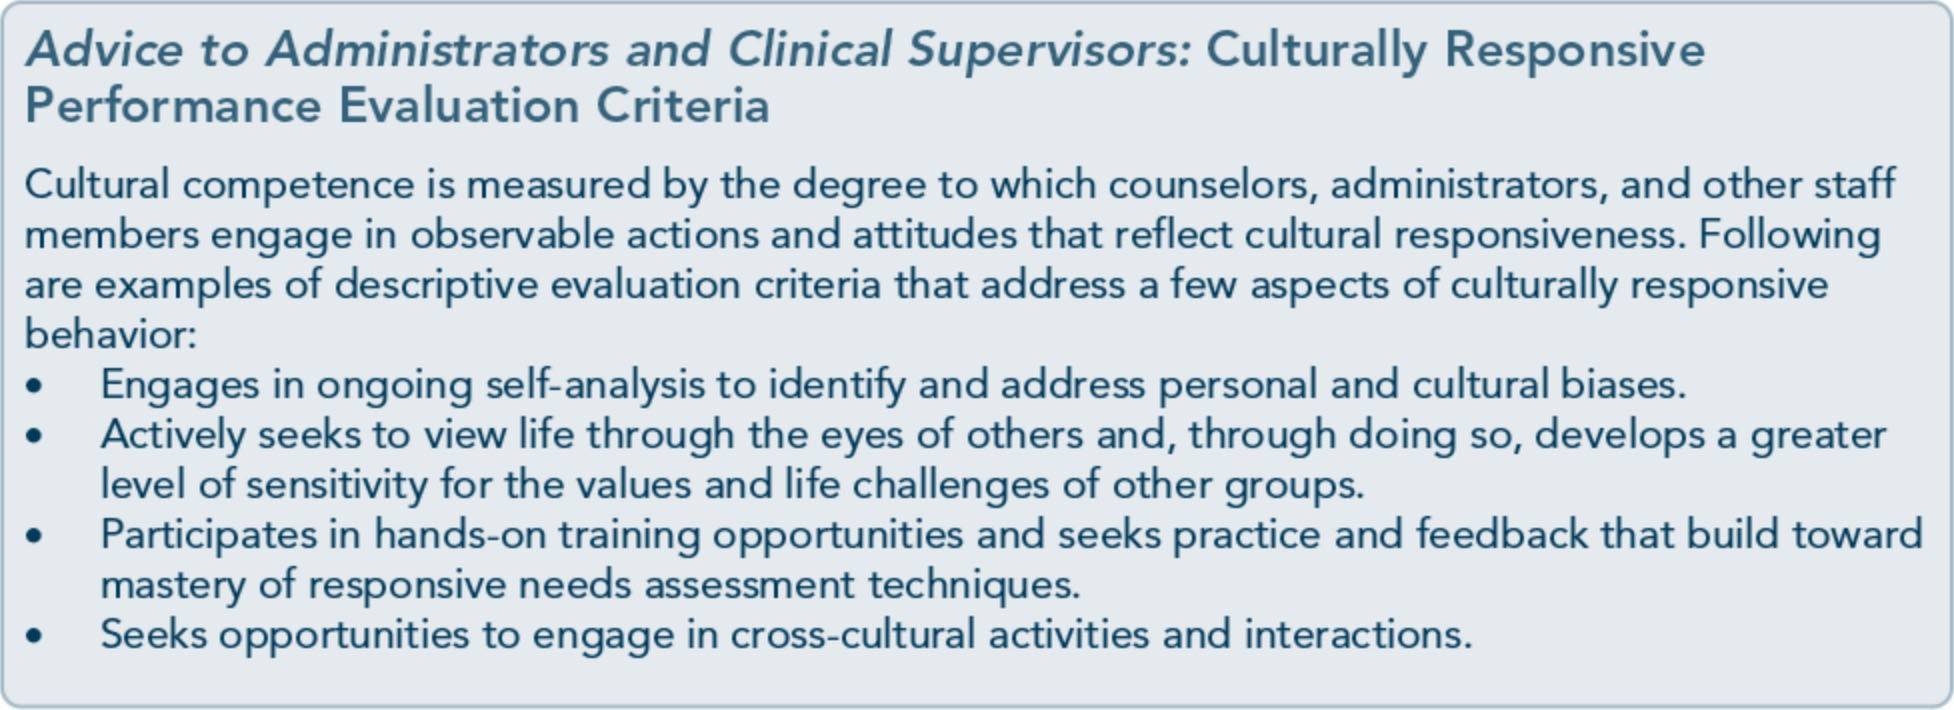 Advice to Administrators and Clinical Supervisors: Culturally Responsive
Performance Evaluation Criteria
Cultural competence is measured by the degree to which counselors, administrators, and other staff
members engage in observable actions and attitudes that reflect cultural responsiveness. Following
are examples of descriptive evaluation criteria that address a few aspects of culturally responsive
behavior:
• Engages in ongoing self-analysis to identify and address personal and cultural biases.
• Actively seeks to view life through the eyes of others and, through doing so, develops a greater
level of sensitivity for the values and life challenges of other groups.
• Participates in hands-on training opportunities and seeks practice and feedback that build toward
mastery of responsive needs assessment techniques.
• Seeks opportunities to engage in cross-cultural activities and interactions.